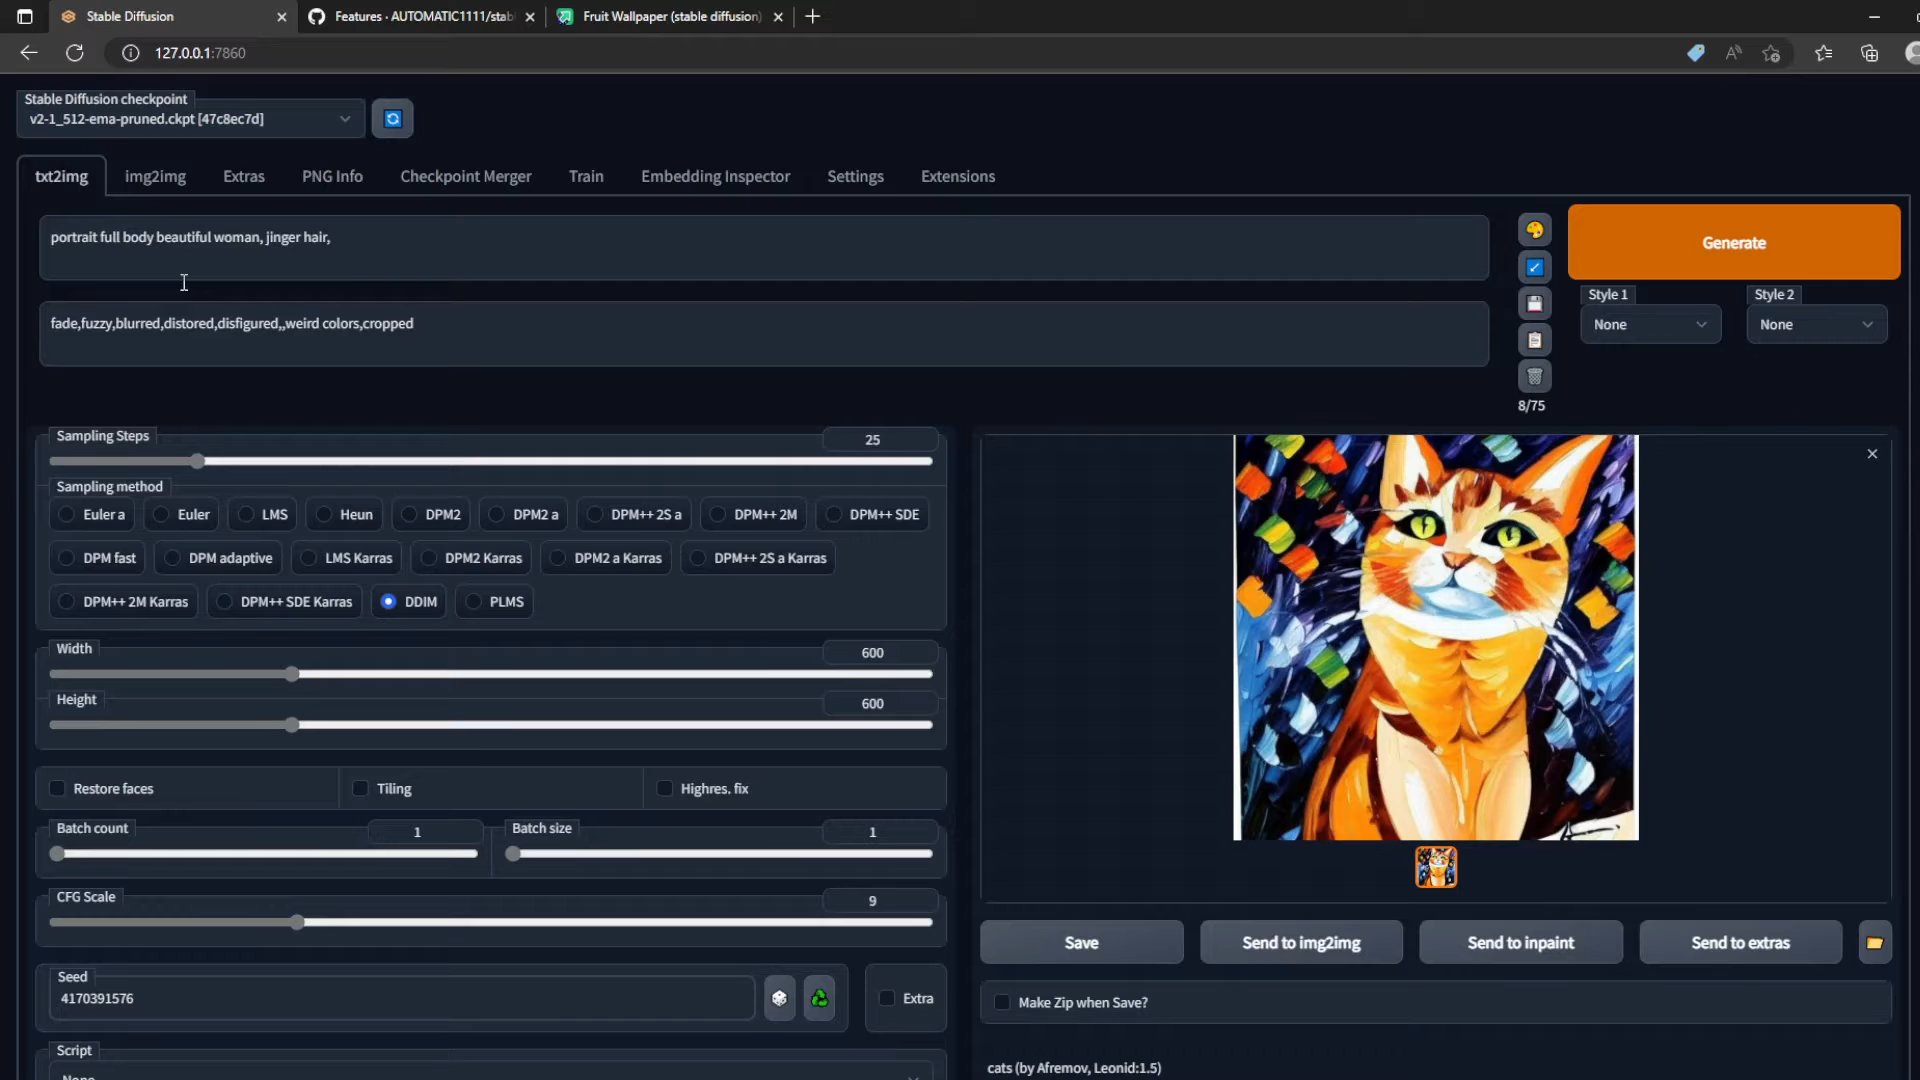 Stable Diffusion
Features · AUTOMATIC1111/stab
Fruit Wallpaper (stable diffusion)
127.0.0.1:7860
Stable Diffusion checkpoint
v2-1_512-ema-pruned.ckpt [47c8ec7d]
txt2img
img2img
Extras
PNG Info
Checkpoint Merger
Train
Embedding Inspector
Settings
Extensions
portrait full body beautiful woman, jinger hair,
Generate
Style 1
Style 2
None
None
fade,fuzzy,blurred,distored,disfigured,,weird colors,cropped
8/75
Sampling Steps
25
Sampling method
Euler a
Euler
LMS
Heun
DPM2
DPM2 a
DPM++ 2S a
DPM++ 2M
DPM++ SDE
DPM fast
DPM adaptive
LMS Karras
DPM2 Karras
DPM2 a Karras
DPM++ 2S a Karras
DPM++ 2M Karras
DPM++ SDE Karras
DDIM
PLMS
Width
600
Height
600
Restore faces
Tiling
Highres. fix
Batch count
1
Batch size
1
CFG Scale
9
Seed
4170391576
Extra
Script
None
Save
Send to img2img
Send to inpaint
Send to extras
Make Zip when Save?
cats (by Afremov, Leonid:1.5)